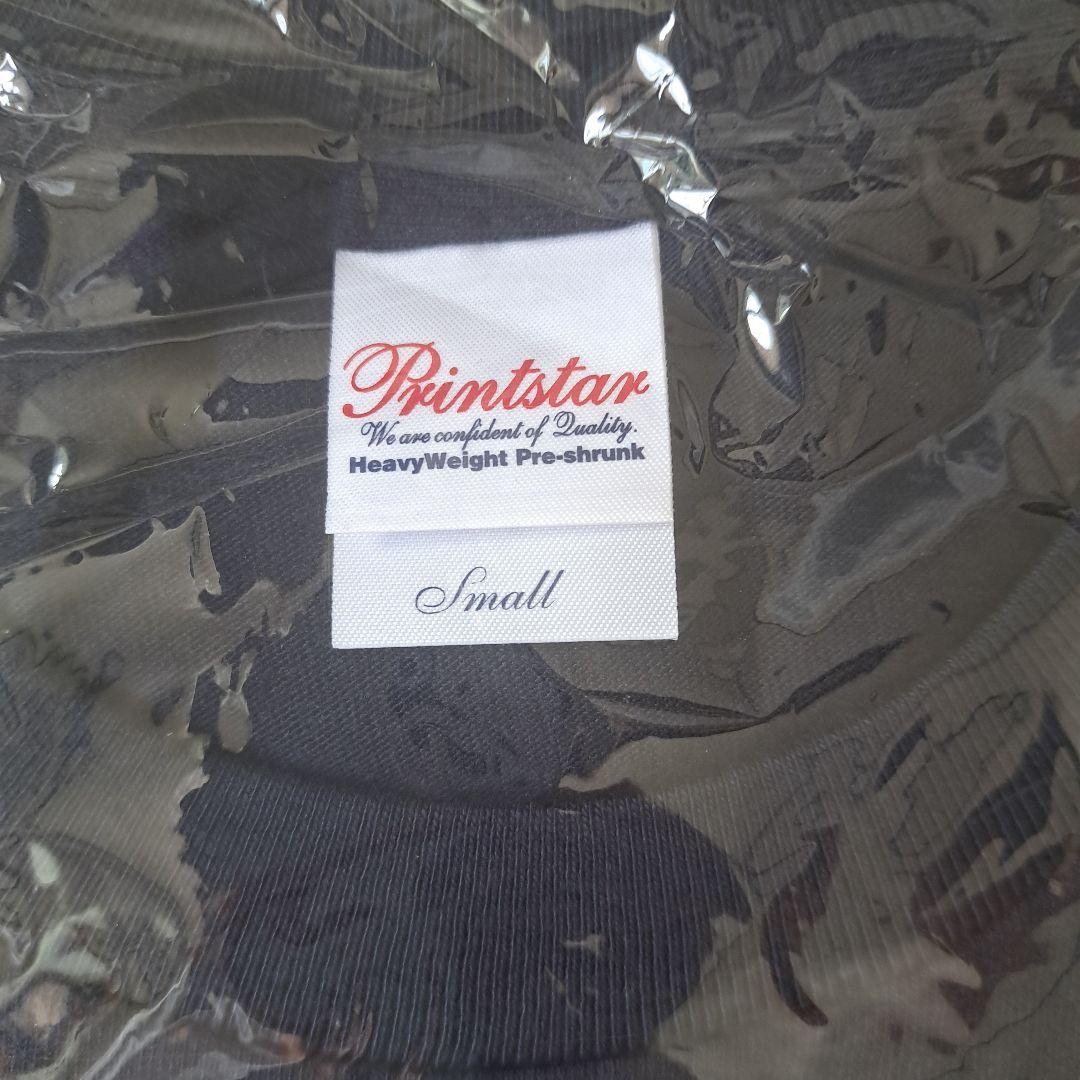 Printstar
We are confident of Quality.
HeavyWeight Pre-shrunk
Small